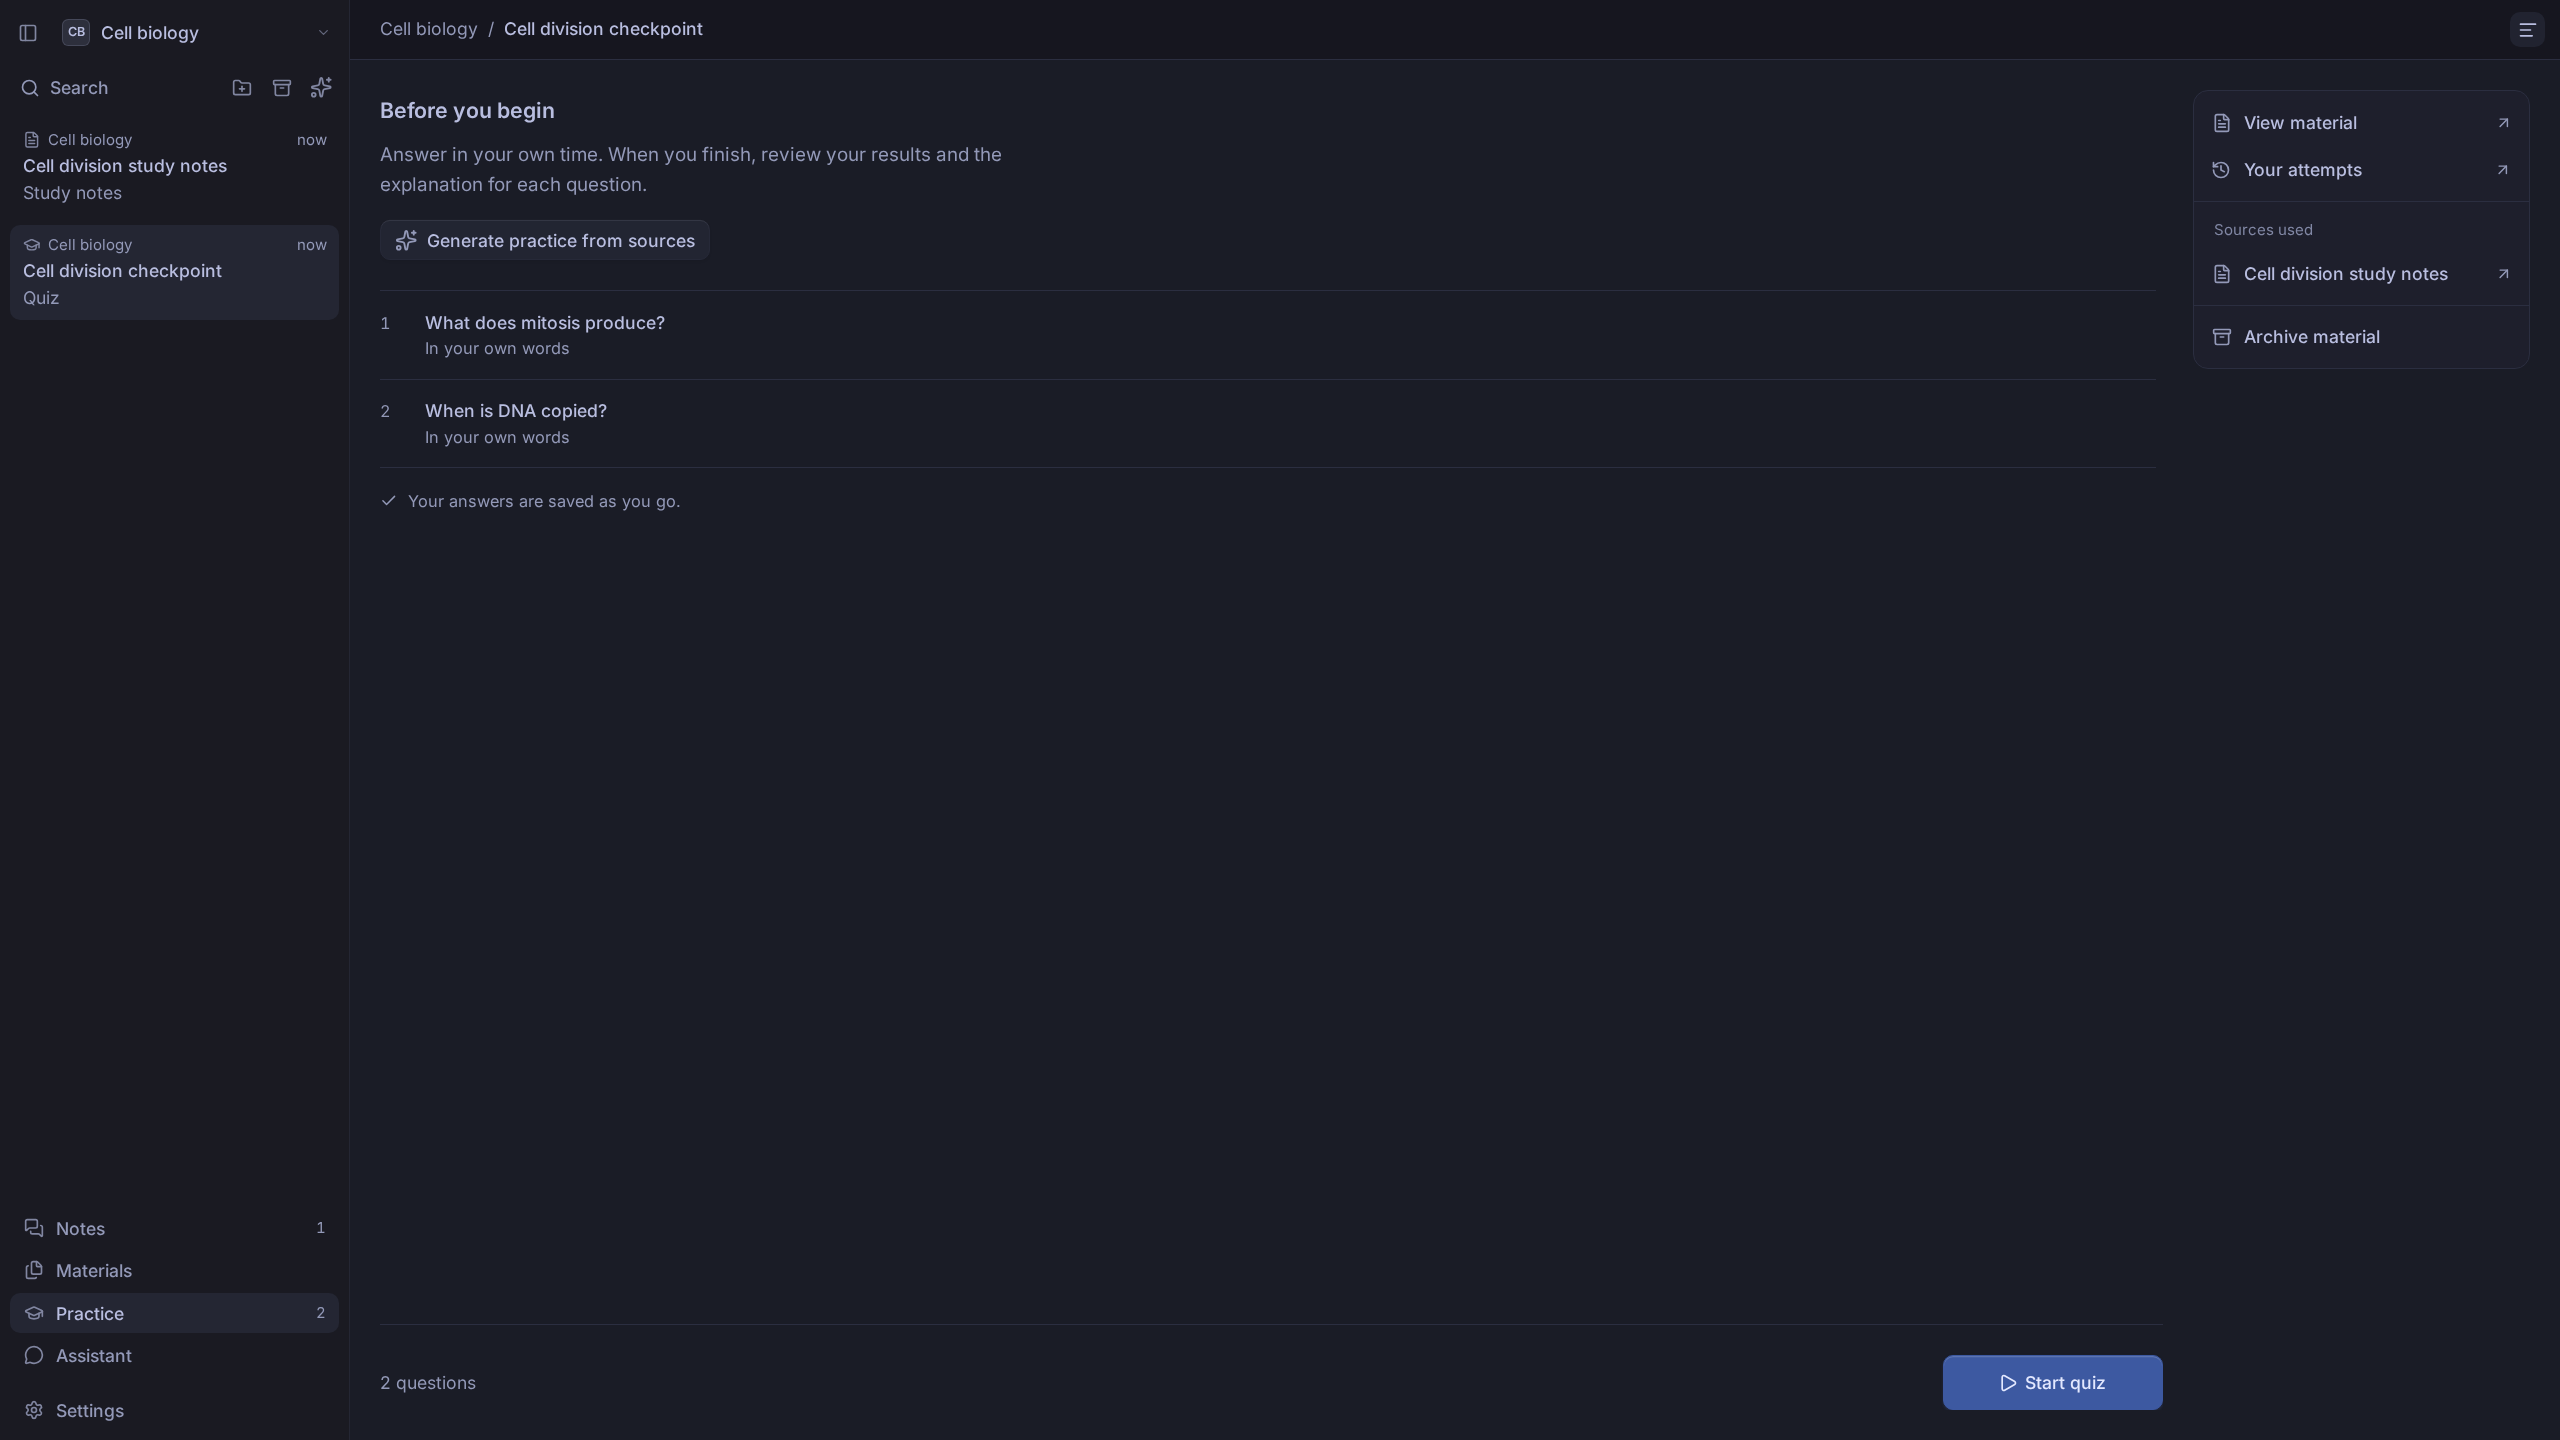 CB Cell biology
Search
Cell biology now
Cell division study notes
Study notes
Cell biology now
Cell division checkpoint
Quiz
Notes 1
Materials
Practice 2
Assistant
Settings
Cell biology / Cell division checkpoint
Before you begin
Answer in your own time. When you finish, review your results and the
explanation for each question.
Generate practice from sources
1 What does mitosis produce?
In your own words
2 When is DNA copied?
In your own words
Your answers are saved as you go.
2 questions
Start quiz
View material
Your attempts
Sources used
Cell division study notes
Archive material